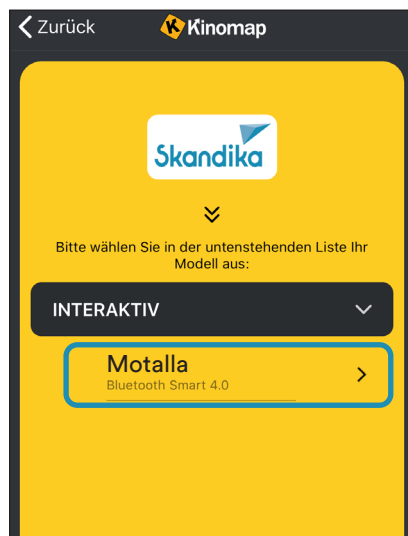 Zurück
Kinomap
Skandika
Bitte wählen Sie in der untenstehenden Liste Ihr
Modell aus:
INTERAKTIV
Motalla
Bluetooth Smart 4.0